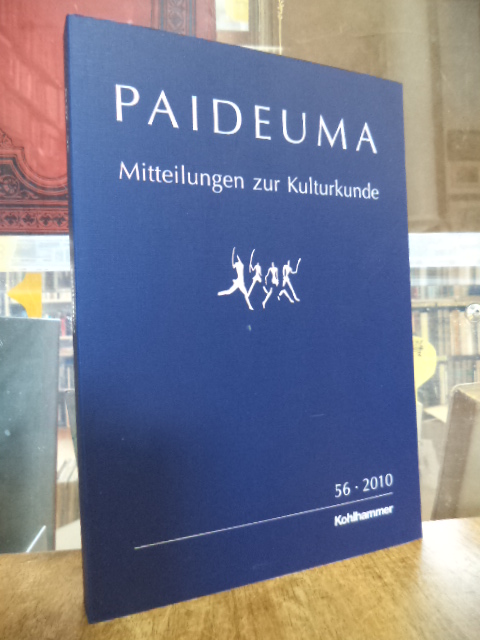 PAIDEUMA
Mitteilungen zur Kulturkunde
56 · 2010
Kohlhammer